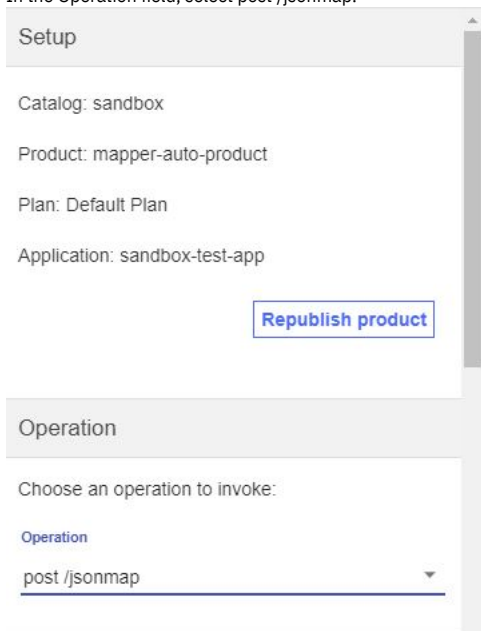 In the Operation field, select post /jsonmap.
Setup
Catalog: sandbox
Product: mapper-auto-product
Plan: Default Plan
Application: sandbox-test-app
Republish product
Operation
Choose an operation to invoke:
Operation
post /jsonmap